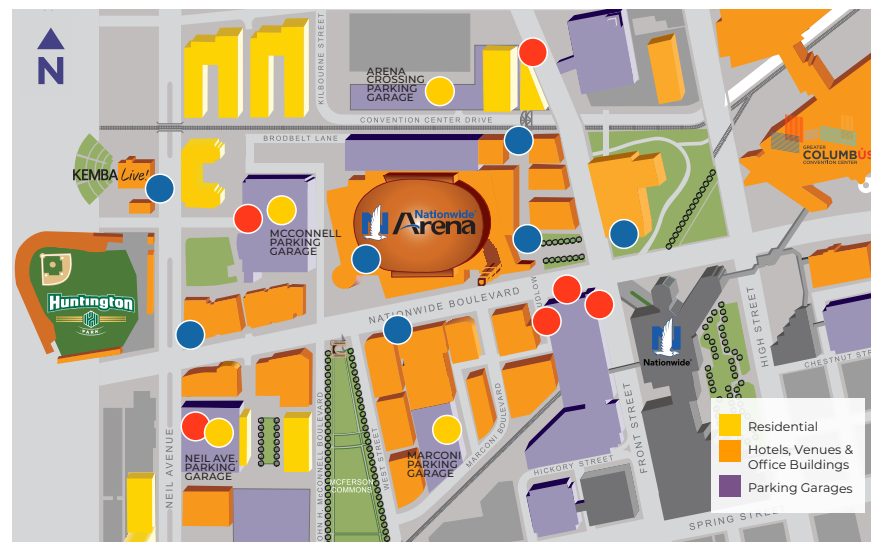 N
KILBOURNE STREET
ARENA
CROSSING
PARKING
GARAGE
CONVENTION CENTER DRIVE
BRODBELT LANE
GREATER
COLUMBUS
CONVENTION CENTER
KEMBA Live!
Nationwide®
Arena
MCCONNELL
PARKING
GARAGE
Huntington
PARK
NATIONWIDE BOULEVARD
HIGH STREET
Nationwide®
CHESTNUT STR
FRONT STREET
MARCONI BOULEVARD
JOHN H. McCONNELL BOULEVARD
WEST STREET
NEIL AVENUE
NEIL AVE.
PARKING
GARAGE
MARCONI
PARKING
GARAGE
HICKORY STREET
MCFERSON
COMMONS
SPRING STREET
Residential
Hotels, Venues &
Office Buildings
Parking Garages